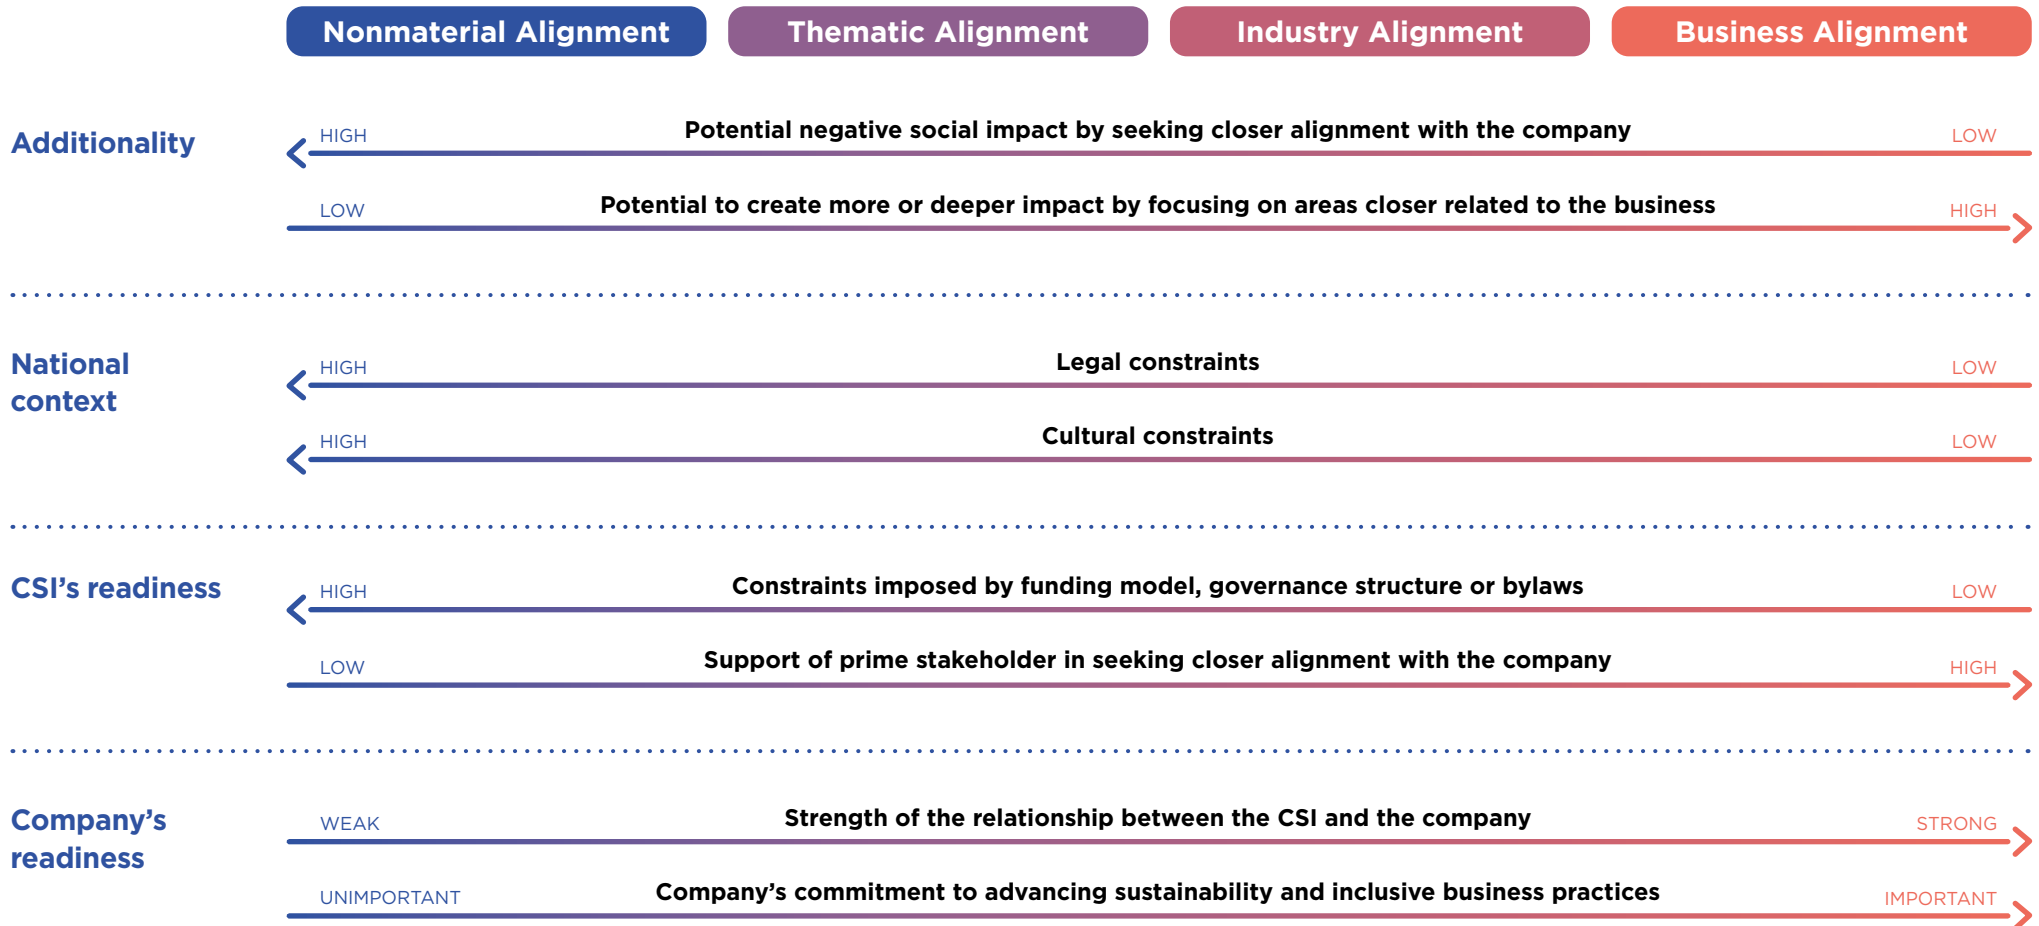 Nonmaterial Alignment
Thematic Alignment
Industry Alignment
Business Alignment
Additionality
HIGH
Potential negative social impact by seeking closer alignment with the company
LOW
LOW
Potential to create more or deeper impact by focusing on areas closer related to the business
HIGH
National
context
HIGH
Legal constraints
LOW
HIGH
Cultural constraints
LOW
CSI’s readiness
HIGH
Constraints imposed by funding model, governance structure or bylaws
LOW
LOW
Support of prime stakeholder in seeking closer alignment with the company
HIGH
Company’s
readiness
WEAK
Strength of the relationship between the CSI and the company
STRONG
UNIMPORTANT
Company’s commitment to advancing sustainability and inclusive business practices
IMPORTANT